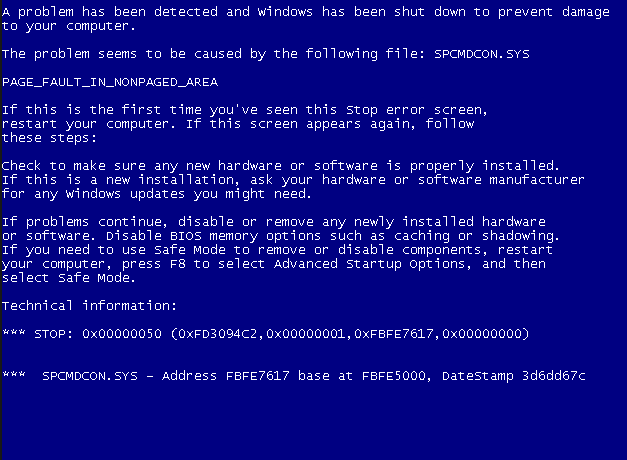 A problem has been detected and Windows has been shut down to prevent damage
to your computer.
The problem seems to be caused by the following file: SPCMDCON.SYS
PAGE_FAULT_IN_NONPAGED_AREA
If this is the first time you've seen this Stop error screen,
restart your computer. If this screen appears again, follow
these steps:
Check to make sure any new hardware or software is properly installed.
If this is a new installation, ask your hardware or software manufacturer
for any Windows updates you might need.
If problems continue, disable or remove any newly installed hardware
or software. Disable BIOS memory options such as caching or shadowing.
If you need to use Safe Mode to remove or disable components, restart
your computer, press F8 to select Advanced Startup Options, and then
select Safe Mode.
Technical information:
*** STOP: 0x00000050 (0xFD3094C2,0x00000001,0xFBFE7617,0x00000000)
*** SPCMDCON.SYS - Address FBFE7617 base at FBFE5000, DateStamp 3d6dd67c